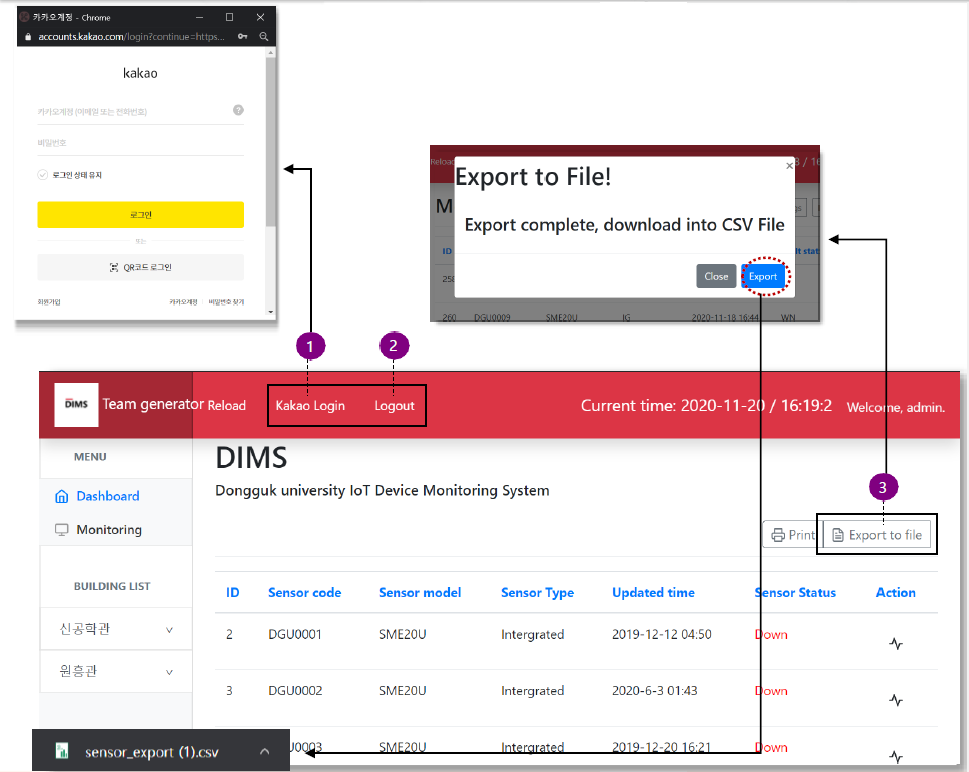 카카오계정 - Chrome
accounts.kakao.com/login?continue=https...
kakao
카카오계정 (이메일 또는 전화번호)
비밀번호
로그인 상태 유지
로그인
또는
QR코드 로그인
회원가입
카카오계정
비밀번호 찾기
Reload
8 / 16
Export to File!
M
Export complete, download into CSV File
ID
lt stat
258
Close
Export
260 DGU0009 SME20U IG 2020-11-18 16:44 WN
1
2
DIMS
Team generator
Reload
Kakao Login
Logout
Current time: 2020-11-20 / 16:19:2
Welcome, admin.
MENU
Dashboard
Monitoring
BUILDING LIST
신공학관
원흥관
DIMS
Dongguk university IoT Device Monitoring System
3
Print
Export to file
ID Sensor code Sensor model Sensor Type Updated time Sensor Status Action
2 DGU0001 SME20U Intergrated 2019-12-12 04:50 Down
3 DGU0002 SME20U Intergrated 2020-6-3 01:43 Down
U0003 SME20U Intergrated 2019-12-20 16:21 Down
sensor_export (1).csv